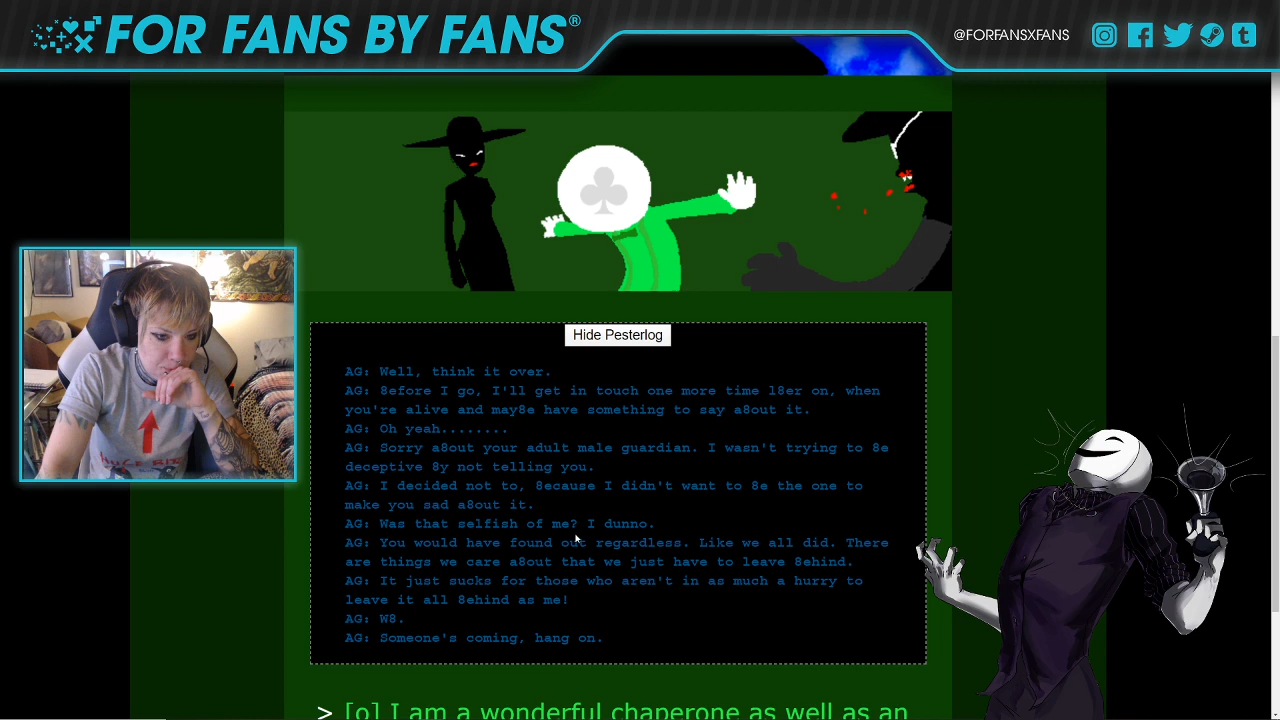 FOR FANS BY FANS®
@FORFANSXFANS
Hide Pesterlog
AG: Well, think it over.
AG: 8efore I go, I'll get in touch one more time l8er on, when
you're alive and may8e have something to say a8out it.
AG: Oh yeah........
AG: Sorry a8out your adult male guardian. I wasn't trying to 8e
deceptive 8y not telling you.
AG: I decided not to, 8ecause I didn't want to 8e the one to
make you sad a8out it.
AG: Was that selfish of me? I dunno.
AG: You would have found out regardless. Like we all did. There
are things we care a8out that we just have to leave 8ehind.
AG: It just sucks for those who aren't in as much a hurry to
leave it all 8ehind as me!
AG: W8.
AG: Someone's coming, hang on.
> [o] I am a wonderful chaperone as well as an